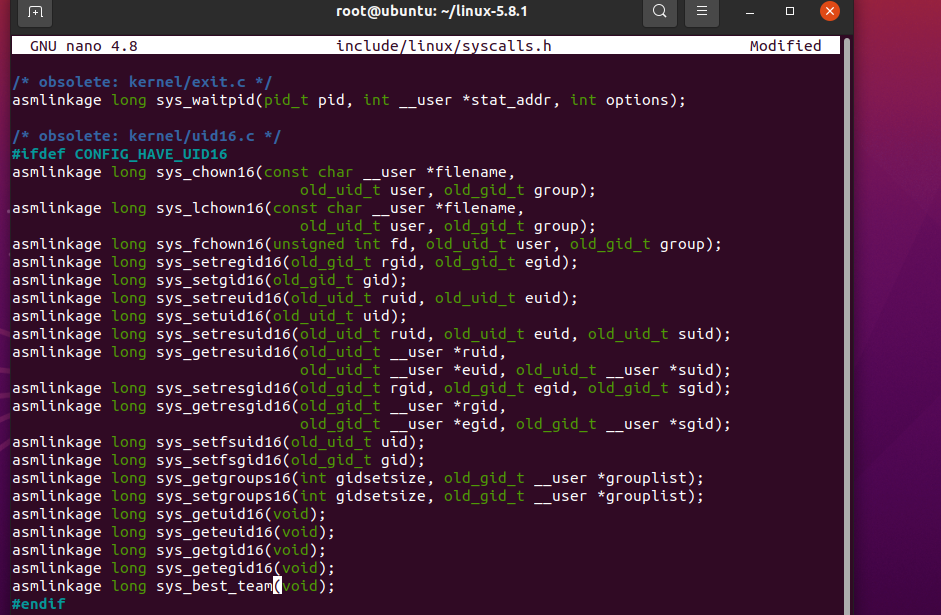 root@ubuntu: ~/linux-5.8.1
GNU nano 4.8 include/linux/syscalls.h Modified
/* obsolete: kernel/exit.c */
asmlinkage long sys_waitpid(pid_t pid, int __user *stat_addr, int options);
/* obsolete: kernel/uid16.c */
#ifdef CONFIG_HAVE_UID16
asmlinkage long sys_chown16(const char __user *filename,
old_uid_t user, old_gid_t group);
asmlinkage long sys_lchown16(const char __user *filename,
old_uid_t user, old_gid_t group);
asmlinkage long sys_fchown16(unsigned int fd, old_uid_t user, old_gid_t group);
asmlinkage long sys_setregid16(old_gid_t rgid, old_gid_t egid);
asmlinkage long sys_setgid16(old_gid_t gid);
asmlinkage long sys_setreuid16(old_uid_t ruid, old_uid_t euid);
asmlinkage long sys_setuid16(old_uid_t uid);
asmlinkage long sys_setresuid16(old_uid_t ruid, old_uid_t euid, old_uid_t suid);
asmlinkage long sys_getresuid16(old_uid_t __user *ruid,
old_uid_t __user *euid, old_uid_t __user *suid);
asmlinkage long sys_setresgid16(old_gid_t rgid, old_gid_t egid, old_gid_t sgid);
asmlinkage long sys_getresgid16(old_gid_t __user *rgid,
old_gid_t __user *egid, old_gid_t __user *sgid);
asmlinkage long sys_setfsuid16(old_uid_t uid);
asmlinkage long sys_setfsgid16(old_gid_t gid);
asmlinkage long sys_getgroups16(int gidsetsize, old_gid_t __user *grouplist);
asmlinkage long sys_setgroups16(int gidsetsize, old_gid_t __user *grouplist);
asmlinkage long sys_getuid16(void);
asmlinkage long sys_geteuid16(void);
asmlinkage long sys_getgid16(void);
asmlinkage long sys_getegid16(void);
asmlinkage long sys_best_team(void);
#endif